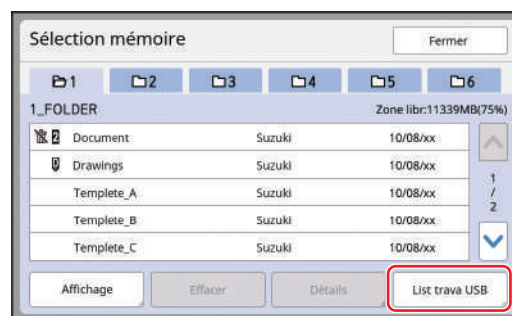 Sélection mémoire Fermer
1 2 3 4 5 6
1_FOLDER Zone libr:11339MB(75%)
2 Document Suzuki 10/08/xx
Drawings Suzuki 10/08/xx
Templete_A Suzuki 10/08/xx
Templete_B Suzuki 10/08/xx
Templete_C Suzuki 10/08/xx
1
/
2
Affichage Effacer Détails List trava USB